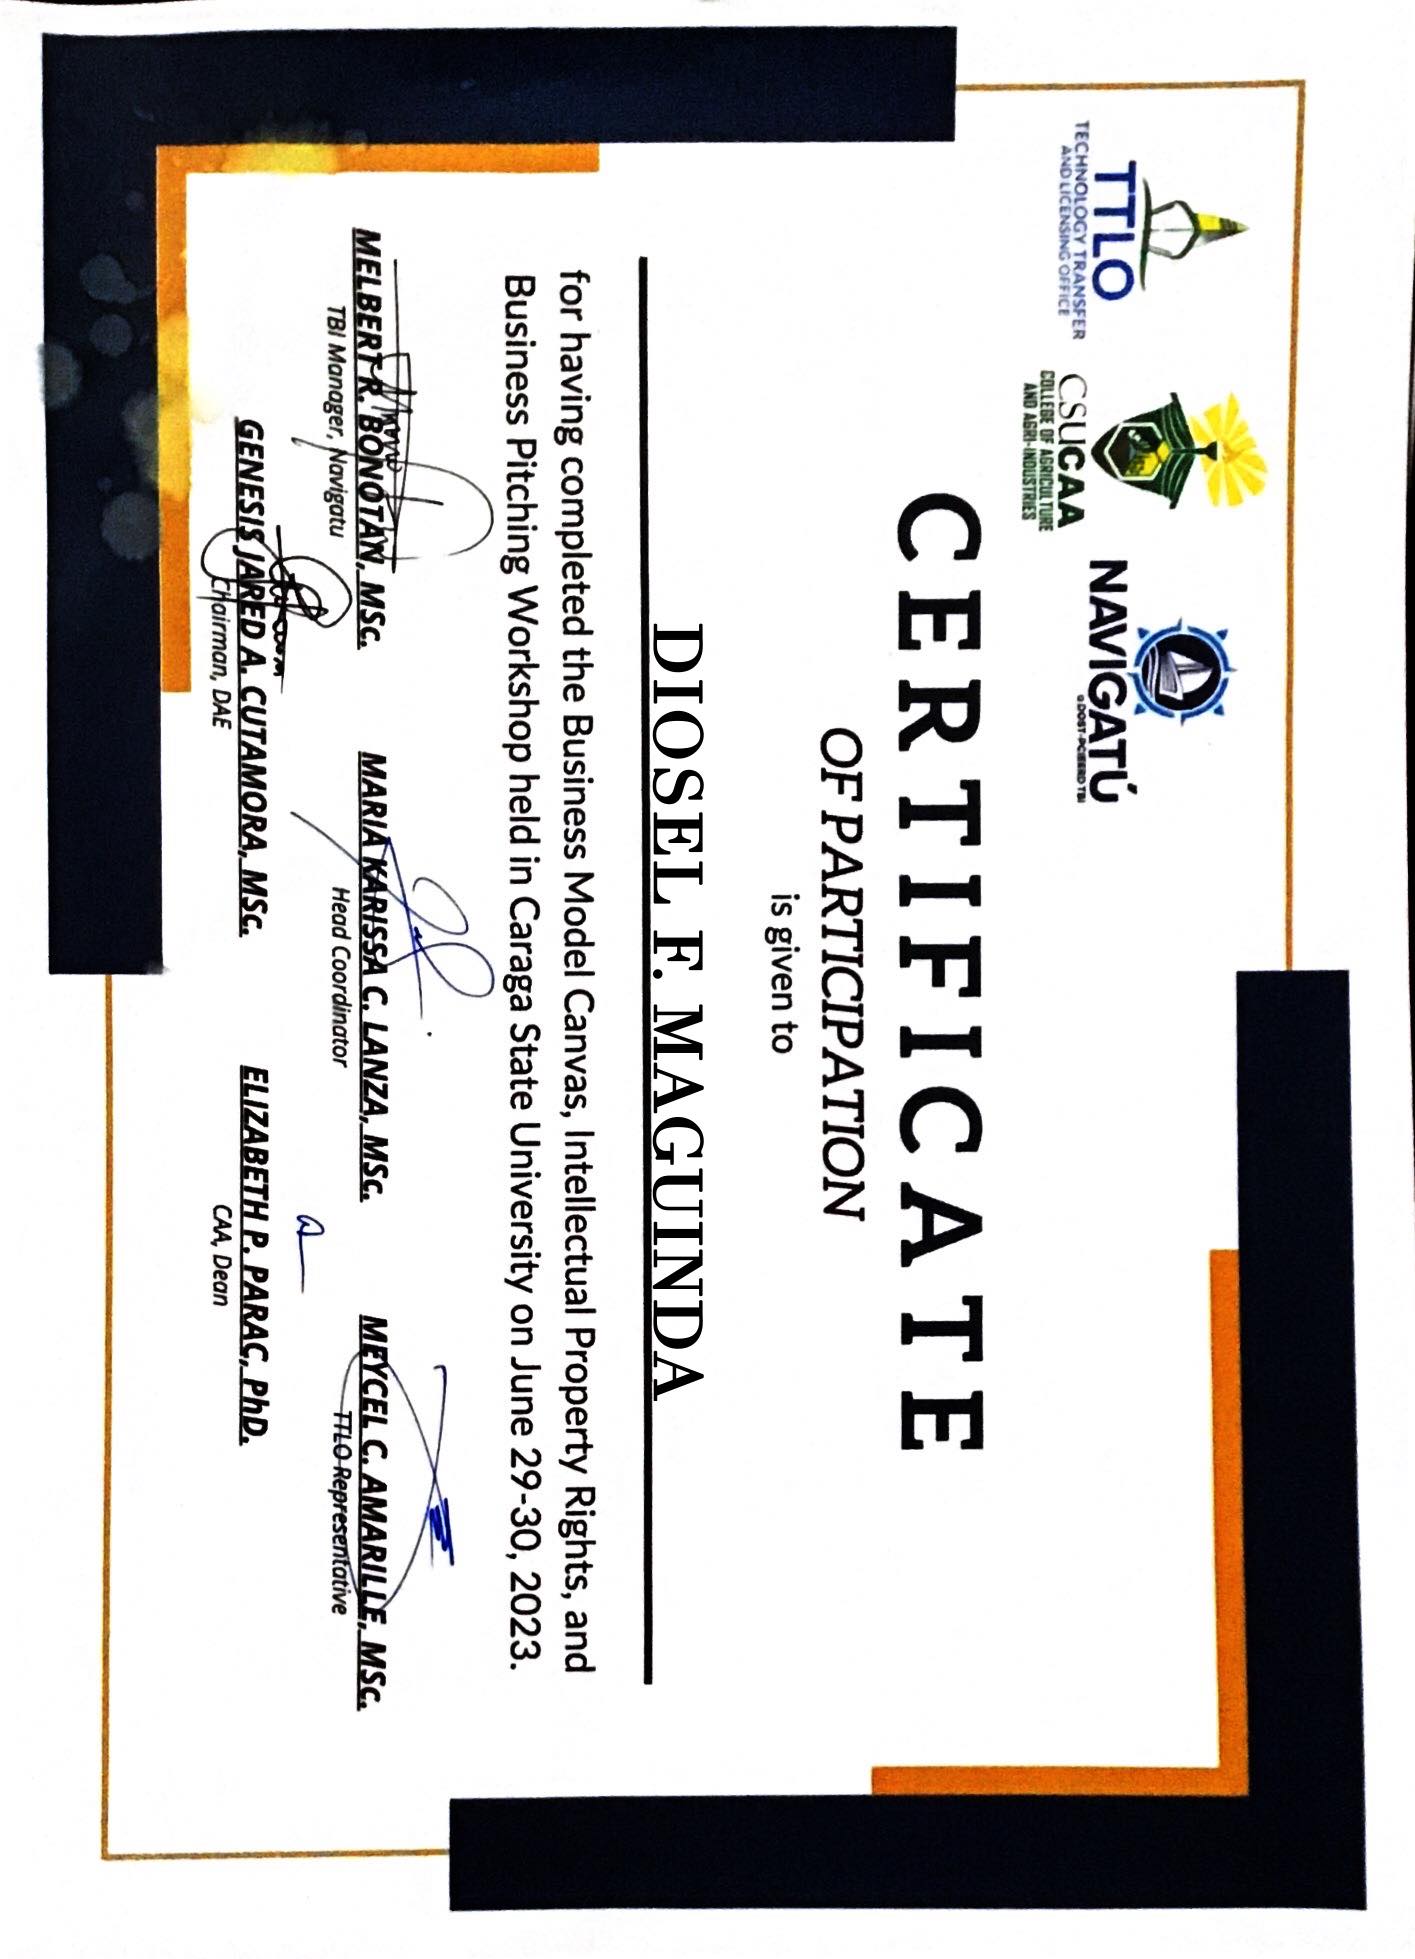 TTLO
TECHNOLOGY TRANSFER
AND LICENSING OFFICE
CSUCAA
COLLEGE OF AGRICULTURE
AND AGRI-INDUSTRIES
NAVIGATÚ
a DOST-PCIEERD TBI
CERTIFICATE
OF PARTICIPATION
is given to
DIOSEL F. MAGUINDA
for having completed the Business Model Canvas, Intellectual Property Rights, and
Business Pitching Workshop held in Caraga State University on June 29-30, 2023.
MELBERT R. BONOTAN, MSc.
TBI Manager, Navigatu
MARIA KARISSA C. LANZA, MSc.
Head Coordinator
MEYCEL C. AMARILLE, MSc.
TTLO Representative
GENESIS JARED A. CUTAMORA, MSc.
Chairman, DAE
ELIZABETH P. PARAC, PhD.
CAA, Dean